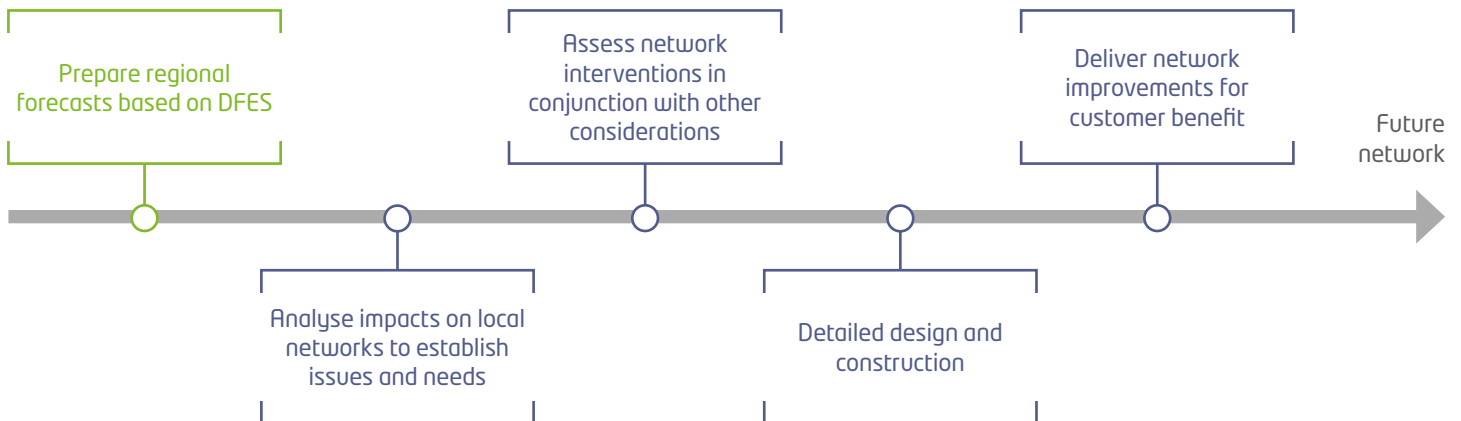 Prepare regional
forecasts based on DFES
Analyse impacts on local
networks to establish
issues and needs
Assess network
interventions in
conjunction with other
considerations
Detailed design and
construction
Deliver network
improvements for
customer benefit
Future
network